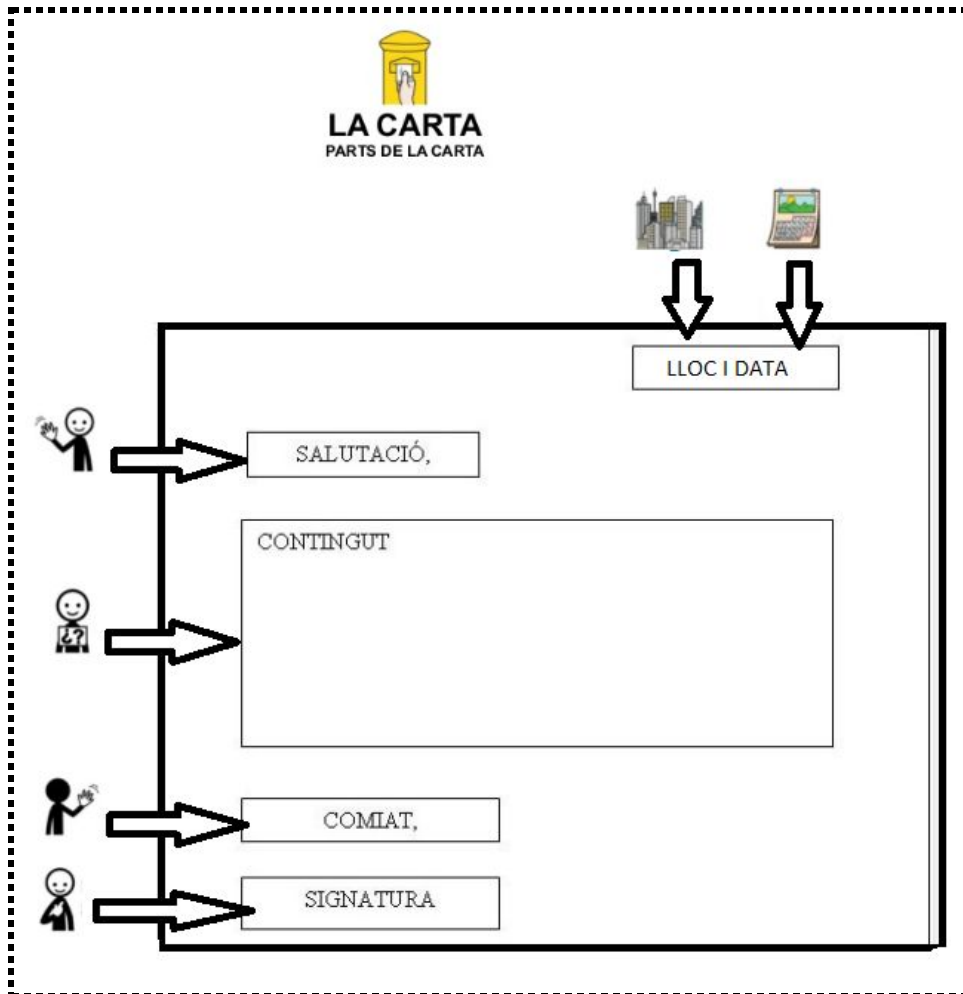 LA CARTA
PARTS DE LA CARTA
LLOC I DATA
SALUTACIÓ,
CONTINGUT
¿?
COMIAT,
SIGNATURA